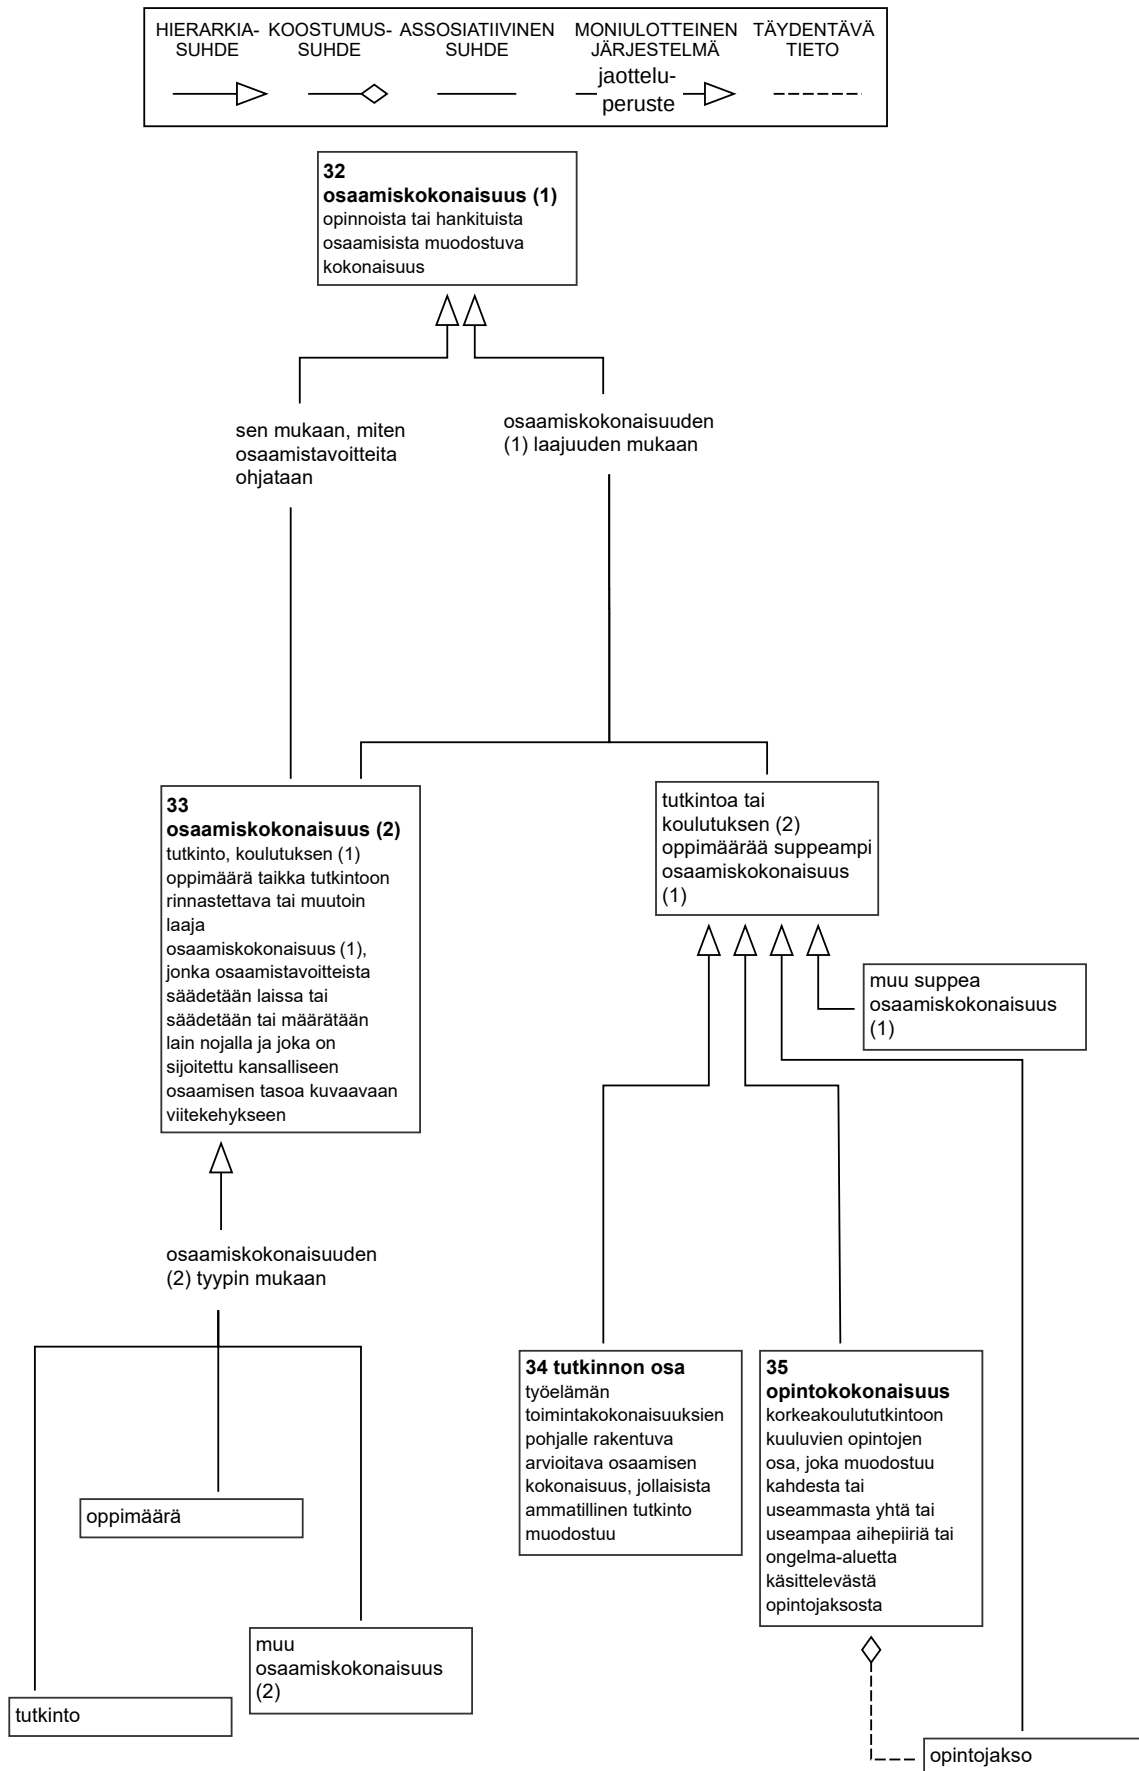 HIERARKIA-
SUHDE
KOOSTUMUS-
SUHDE
ASSOSIATIIVINEN
SUHDE
MONIULOTTEINEN
JÄRJESTELMÄ
jaottelu-
peruste
TÄYDENTÄVÄ
TIETO
32
osaamiskokonaisuus (1)
opinnoista tai hankituista
osaamisista muodostuva
kokonaisuus
sen mukaan, miten
osaamistavoitteita
ohjataan
osaamiskokonaisuuden
(1) laajuuden mukaan
33
osaamiskokonaisuus (2)
tutkinto, koulutuksen (1)
oppimäärä taikka tutkintoon
rinnastettava tai muutoin
laaja
osaamiskokonaisuus (1),
jonka osaamistavoitteista
säädetään laissa tai
säädetään tai määrätään
lain nojalla ja joka on
sijoitettu kansalliseen
osaamisen tasoa kuvaavaan
viitekehykseen
tutkintoa tai
koulutuksen (2)
oppimäärää suppeampi
osaamiskokonaisuus
(1)
muu suppea
osaamiskokonaisuus
(1)
osaamiskokonaisuuden
(2) tyypin mukaan
34 tutkinnon osa
työelämän
toimintakokonaisuuksien
pohjalle rakentuva
arvioitava osaamisen
kokonaisuus, jollaisista
ammatillinen tutkinto
muodostuu
35
opintokokonaisuus
korkeakoulututkintoon
kuuluvien opintojen
osa, joka muodostuu
kahdesta tai
useammasta yhtä tai
useampaa aihepiiriä tai
ongelma-aluetta
käsittelevästä
opintojaksosta
oppimäärä
muu
osaamiskokonaisuus
(2)
tutkinto
opintojakso